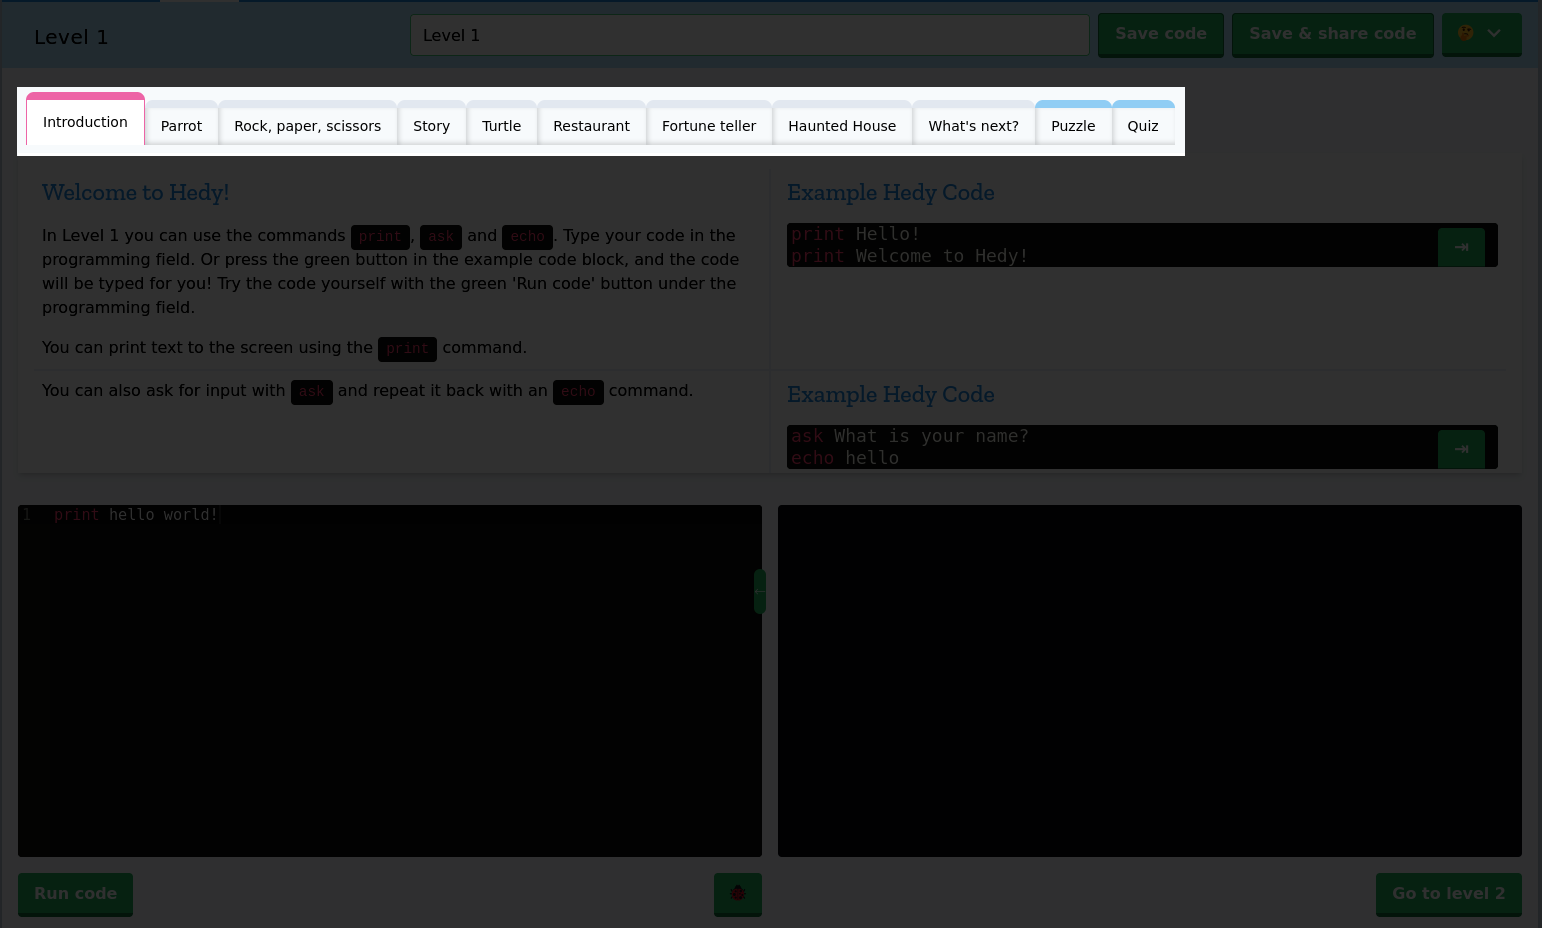 Level 1
Level 1
Save code
Save & share code
Introduction
Parrot
Rock, paper, scissors
Story
Turtle
Restaurant
Fortune teller
Haunted House
What's next?
Puzzle
Quiz
Welcome to Hedy!
In Level 1 you can use the commands print, ask and echo. Type your code in the
programming field. Or press the green button in the example code block, and the code
will be typed for you! Try the code yourself with the green 'Run code' button under the
programming field.
You can print text to the screen using the print command.
Example Hedy Code
print Hello!
print Welcome to Hedy!
You can also ask for input with ask and repeat it back with an echo command.
Example Hedy Code
ask What is your name?
echo hello
1 print hello world!
Run code
Go to level 2